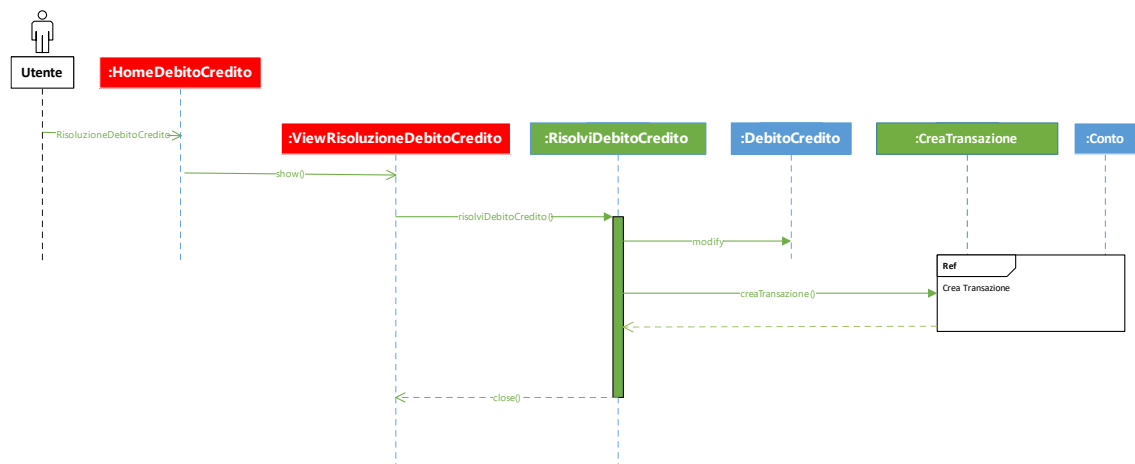 Utente
:HomeDebitoCredito
:ViewRisoluzioneDebitoCredito
:RisolviDebitoCredito
:DebitoCredito
:CreaTransazione
:Conto
RisoluzioneDebitoCredito
show()
risolviDebitoCredito()
modify
Ref
Crea Transazione
creaTransazione()
close()